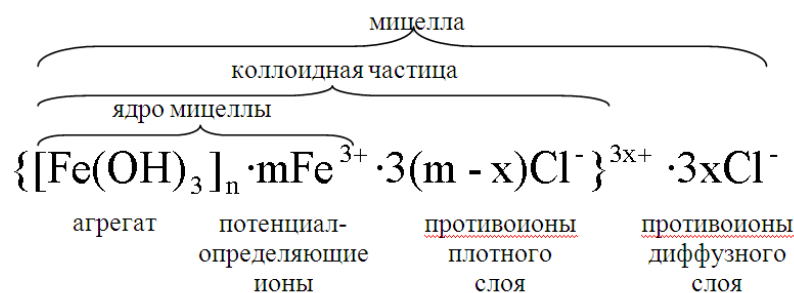 мицелла
коллоидная частица
ядро мицеллы
{[Fe(OH)₃]ₙ·mFe³⁺·3(m - x)Cl⁻}³ˣ⁺·3xCl⁻
агрегат потенциал- противоионы противоионы
определяющие плотного диффузного
ионы слоя слоя